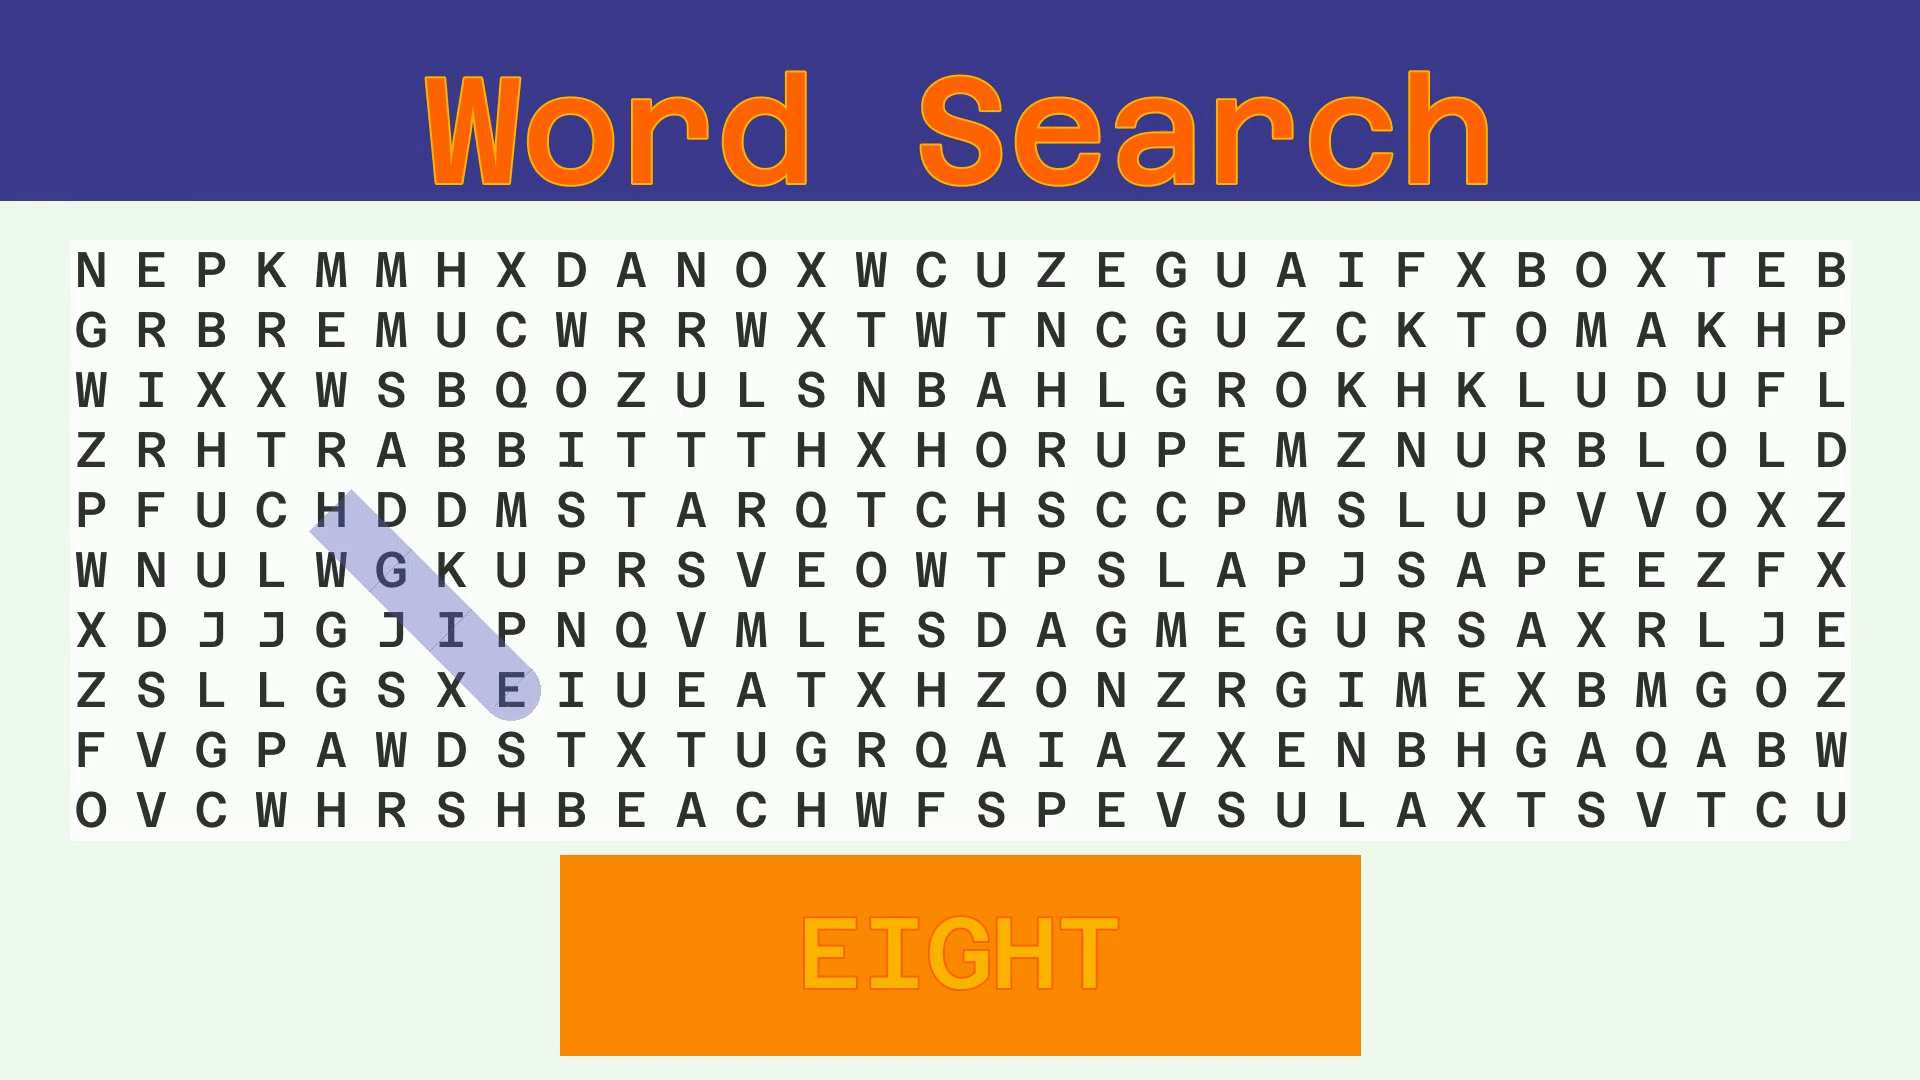 Word Search
N E P K M M H X D A N O X W C U Z E G U A I F X B O X T E B
G R B R E M U C W R R W X T W T N C G U Z C K T O M A K H P
W I X X W S B Q O Z U L S N B A H L G R O K H K L U D U F L
Z R H T R A B B I T T T H X H O R U P E M Z N U R B L O L D
P F U C H D D M S T A R Q T C H S C C P M S L U P V V O X Z
W N U L W G K U P R S V E O W T P S L A P J S A P E E Z F X
X D J J G J I P N Q V M L E S D A G M E G U R S A X R L J E
Z S L L G S X E I U E A T X H Z O N Z R G I M E X B M G O Z
F V G P A W D S T X T U G R Q A I A Z X E N B H G A Q A B W
O V C W H R S H B E A C H W F S P E V S U L A X T S V T C U
EIGHT